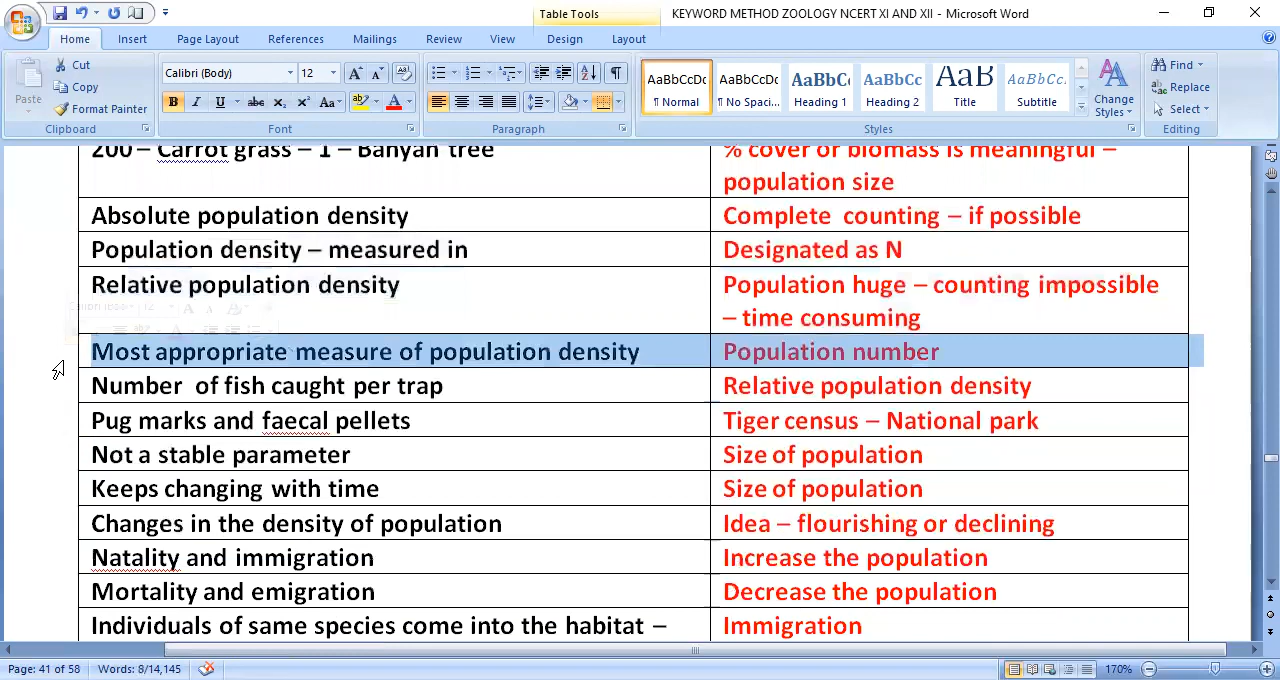 Table Tools
KEYWORD METHOD ZOOLOGY NCERT XI AND XII - Microsoft Word
Home Insert Page Layout References Mailings Review View Design Layout
Paste
Cut
Copy
Format Painter
Clipboard
Calibri (Body) 12
Font
Paragraph
AaBbCcDc AaBbCcDc AaBbC( AaBbCc AaB AaBbCc.
¶ Normal ¶ No Spaci... Heading 1 Heading 2 Title Subtitle
Change Styles
Styles
Find
Replace
Select
Editing
200 – Carrot grass – 1 – Banyan tree
% cover or biomass is meaningful –
population size
Absolute population density
Complete counting – if possible
Population density – measured in
Designated as N
Relative population density
Population huge – counting impossible
– time consuming
Most appropriate measure of population density
Population number
Number of fish caught per trap
Relative population density
Pug marks and faecal pellets
Tiger census – National park
Not a stable parameter
Size of population
Keeps changing with time
Size of population
Changes in the density of population
Idea – flourishing or declining
Natality and immigration
Increase the population
Mortality and emigration
Decrease the population
Individuals of same species come into the habitat –
Immigration
Page: 41 of 58 Words: 8/14,145 170%